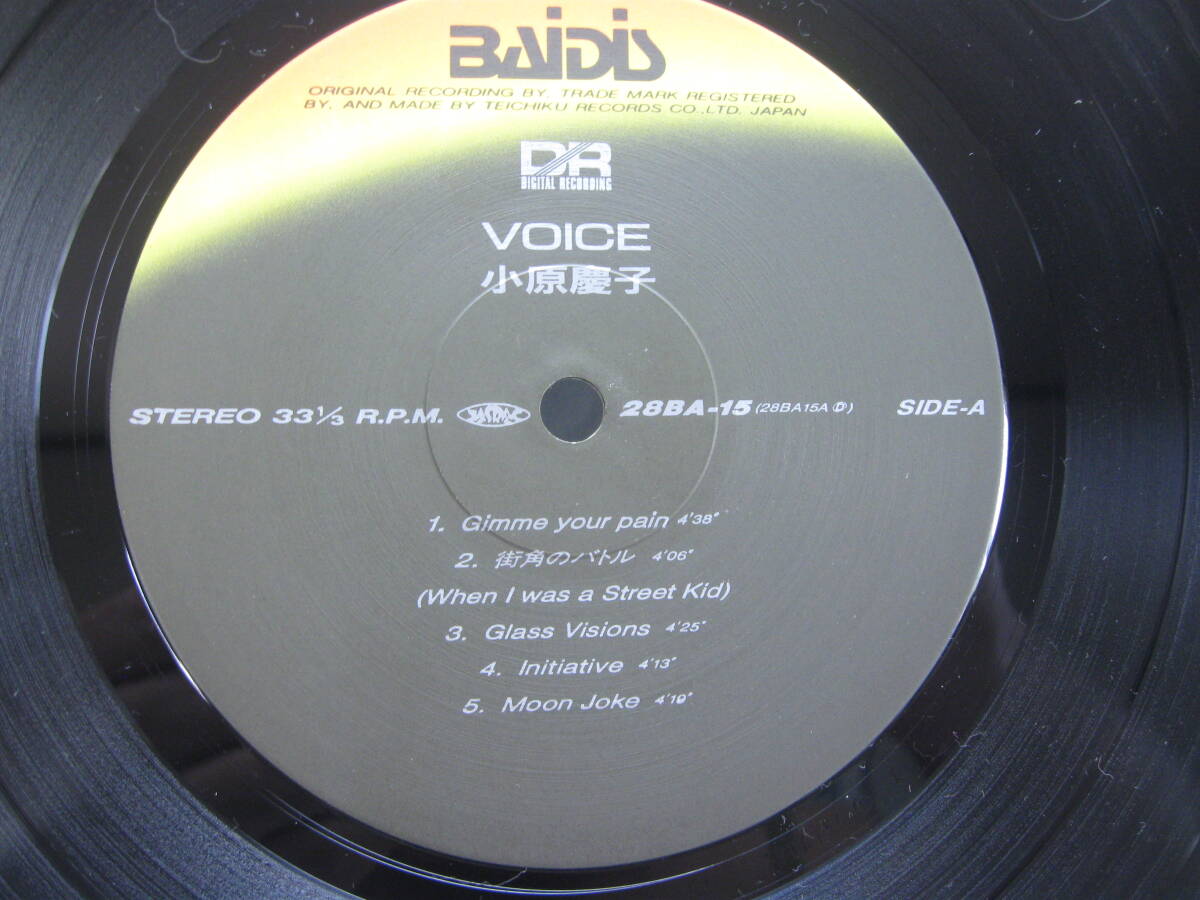 BAIDIS
ORIGINAL RECORDING BY, TRADE MARK REGISTERED
BY, AND MADE BY TEICHIKU RECORDS CO.,LTD. JAPAN
DR
DIGITAL RECORDING
VOICE
小原慶子
STEREO 33 1/3 R.P.M. JASRAC 28BA-15 (28BA15A Ⓓ) SIDE-A
1. Gimme your pain 4'38"
2. 街角のバトル 4'06"
(When I was a Street Kid)
3. Glass Visions 4'25"
4. Initiative 4'13"
5. Moon Joke 4'19"